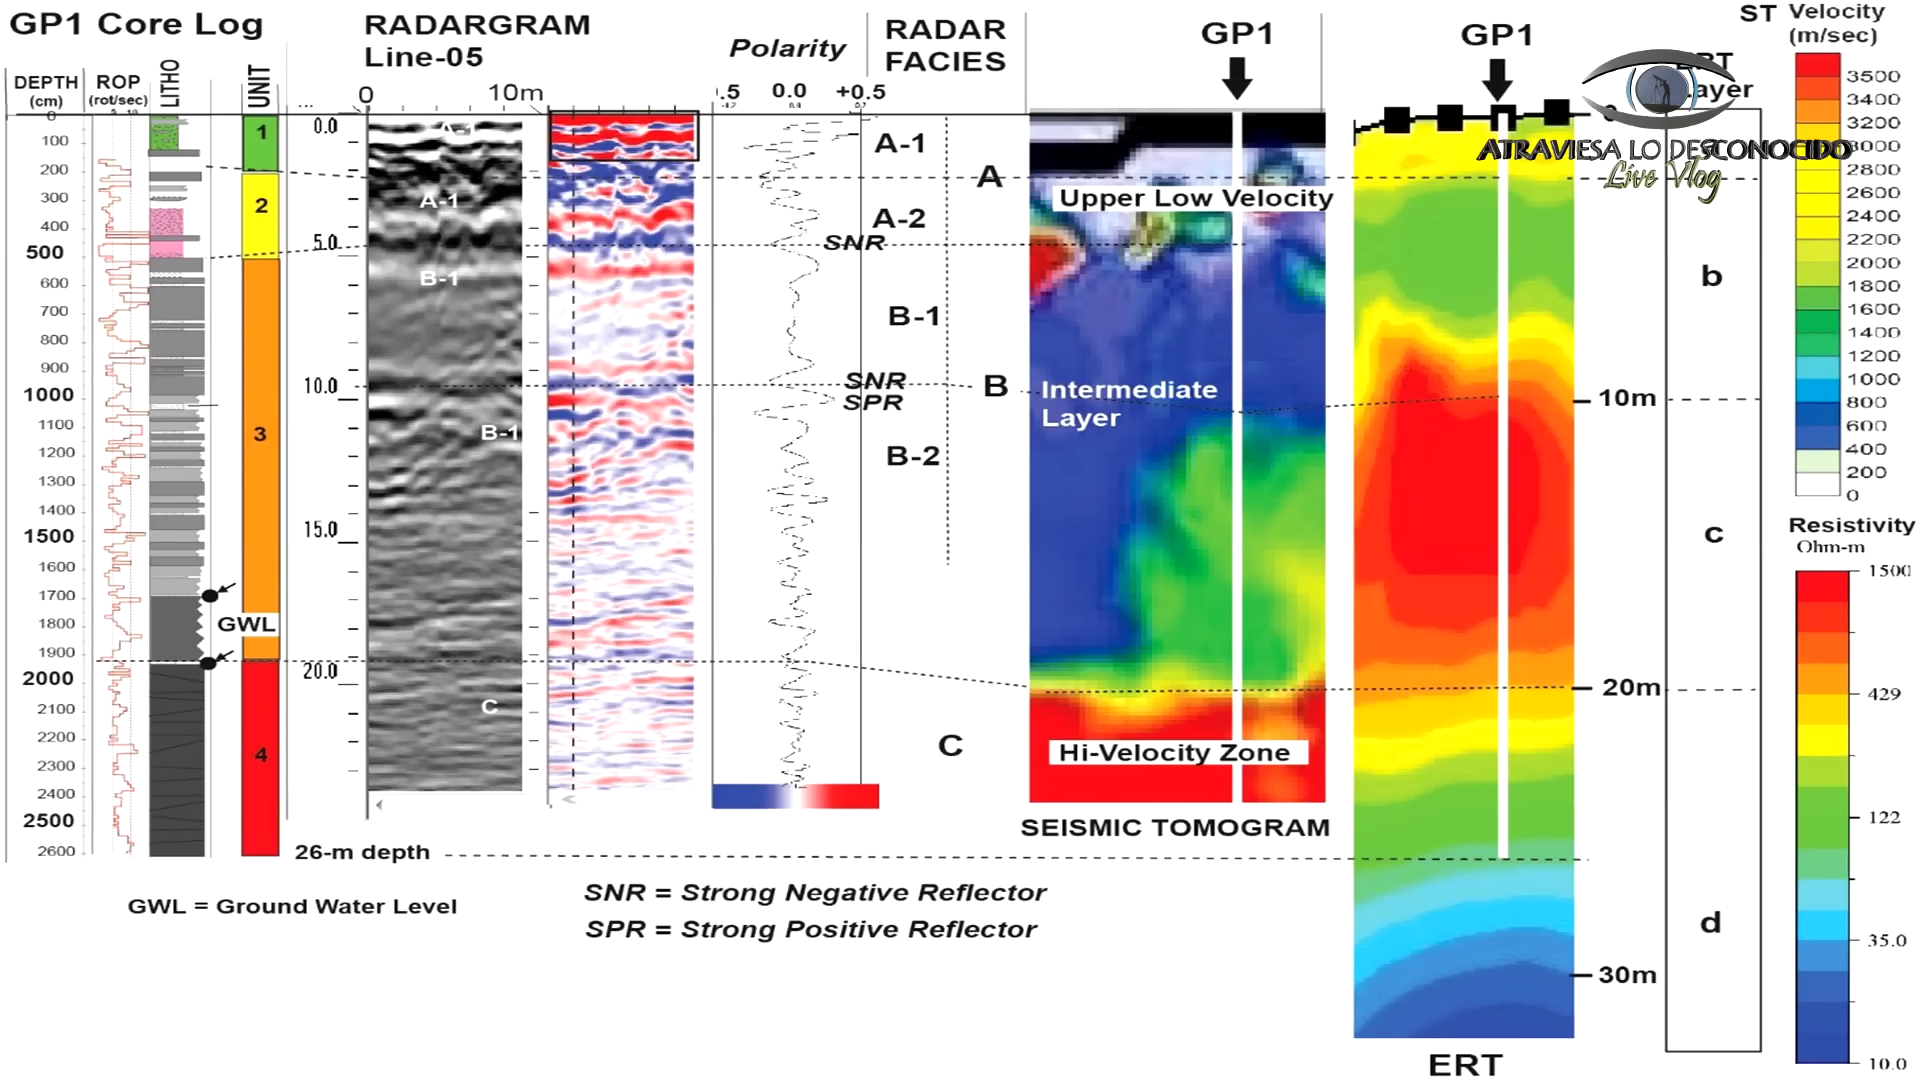 GP1 Core Log
DEPTH
(cm)
ROP
(rot/sec)
LITHO
UNIT
0
100
200
300
400
500
600
700
800
900
1000
1100
1200
1300
1400
1500
1600
1700
1800
1900
2000
2100
2200
2300
2400
2500
2600
1
2
3
4
GWL
GWL = Ground Water Level
RADARGRAM
Line-05
...
0
10m
0.0
5.0
10.0
15.0
20.0
A-1
A-1
B-1
B-1
C
26-m depth
Polarity
.5
0.0
+0.5
SNR
SNR
SPR
SNR = Strong Negative Reflector
SPR = Strong Positive Reflector
RADAR
FACIES
A-1
A
A-2
B-1
B
B-2
C
GP1
Upper Low Velocity
Intermediate
Layer
Hi-Velocity Zone
SEISMIC TOMOGRAM
GP1
0
10m
20m
30m
ERT
ERT
Layer
b
c
d
ATRAVIESA LO DESCONOCIDO
Live Vlog
ST Velocity
(m/sec)
3500
3400
3200
3000
2800
2600
2400
2200
2000
1800
1600
1400
1200
1000
800
600
400
200
0
Resistivity
Ohm-m
1500
429
122
35.0
10.0